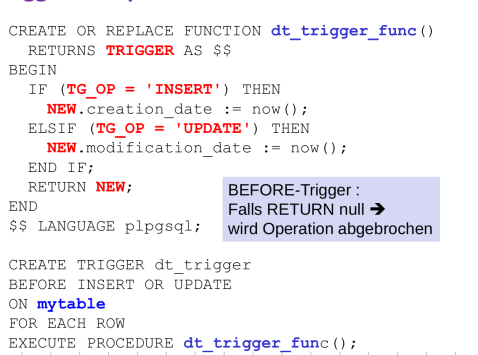 CREATE OR REPLACE FUNCTION dt_trigger_func()
RETURNS TRIGGER AS $$
BEGIN
IF (TG_OP = 'INSERT') THEN
NEW.creation_date := now();
ELSIF (TG_OP = 'UPDATE') THEN
NEW.modification_date := now();
END IF;
RETURN NEW;
END
$$ LANGUAGE plpgsql;
BEFORE-Trigger :
Falls RETURN null ➔
wird Operation abgebrochen
CREATE TRIGGER dt_trigger
BEFORE INSERT OR UPDATE
ON mytable
FOR EACH ROW
EXECUTE PROCEDURE dt_trigger_func();